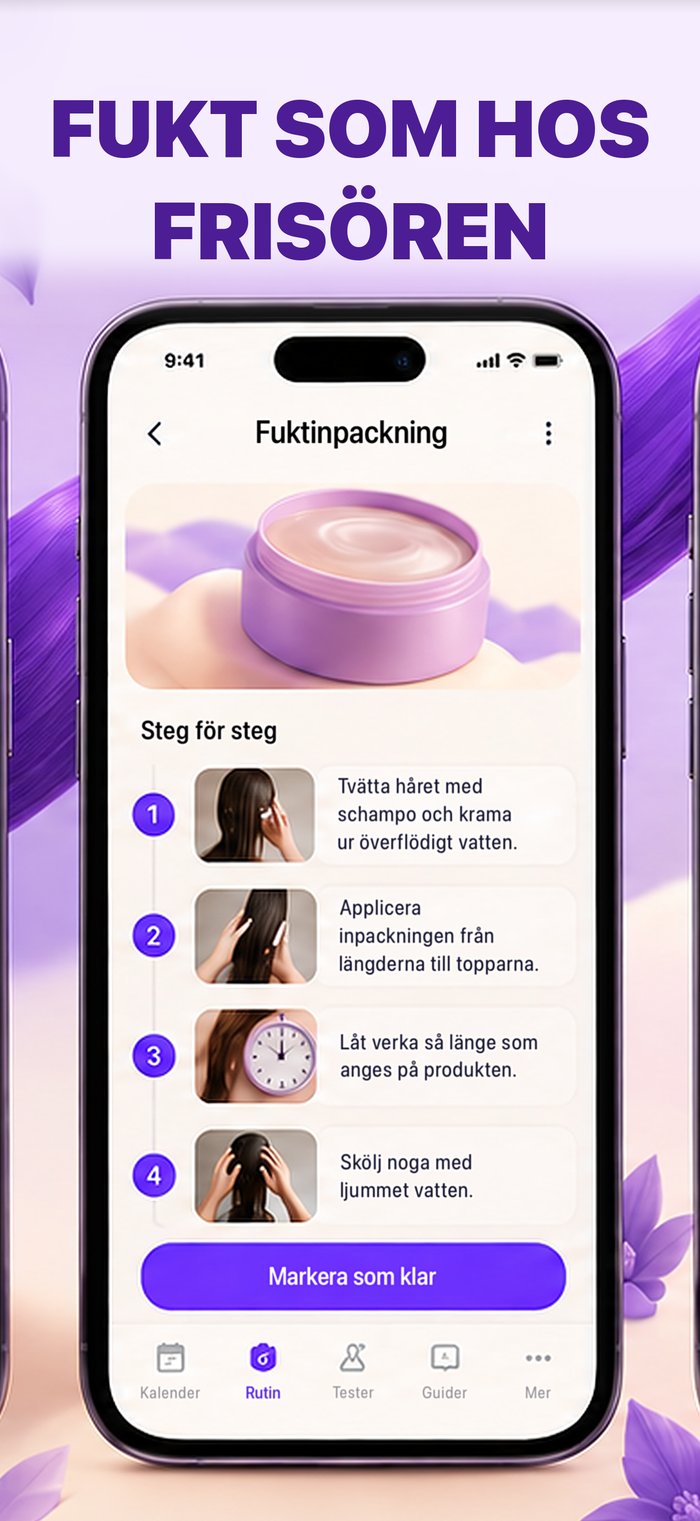 FUKT SOM HOS
FRISÖREN
9:41
Fuktinpackning
Steg för steg
1
Tvätta håret med
schampo och krama
ur överflödigt vatten.
2
Applicera
inpackningen från
längderna till topparna.
3
Låt verka så länge som
anges på produkten.
4
Skölj noga med
ljummet vatten.
Markera som klar
Kalender
Rutin
Tester
Guider
Mer